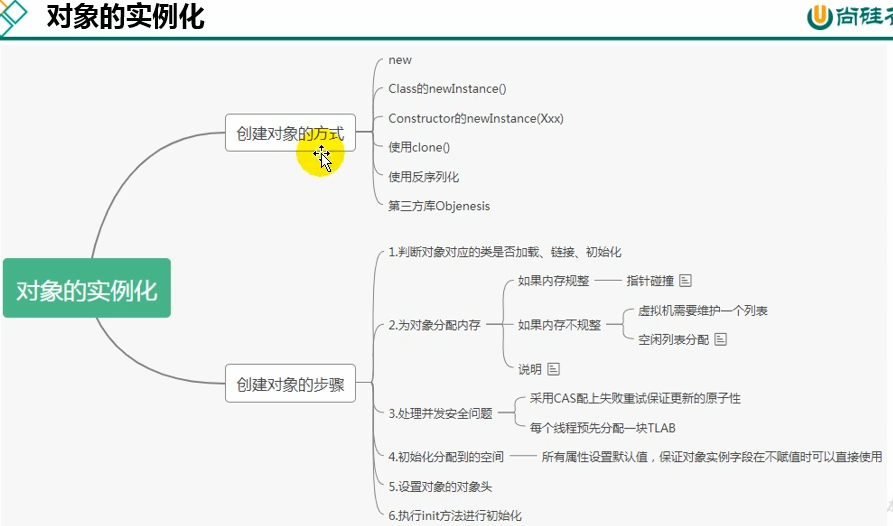 对象的实例化
尚硅
创建对象的方式
new
Class的newInstance()
Constructor的newInstance(Xxx)
使用clone()
使用反序列化
第三方库Objenesis
对象的实例化
创建对象的步骤
1.判断对象对应的类是否加载、链接、初始化
2.为对象分配内存
如果内存规整
指针碰撞
如果内存不规整
虚拟机需要维护一个列表
空闲列表分配
说明
3.处理并发安全问题
采用CAS配上失败重试保证更新的原子性
每个线程预先分配一块TLAB
4.初始化分配到的空间
所有属性设置默认值，保证对象实例字段在不赋值时可以直接使用
5.设置对象的对象头
6.执行init方法进行初始化